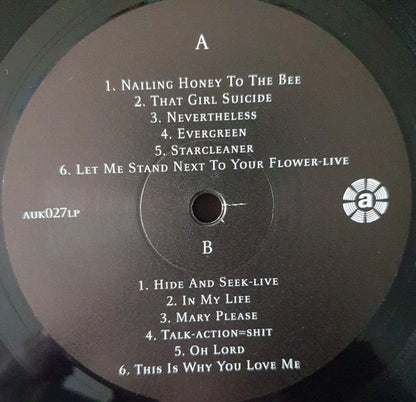 A
1. Nailing Honey To The Bee
2. That Girl Suicide
3. Nevertheless
4. Evergreen
5. Starcleaner
6. Let Me Stand Next To Your Flower-live
AUK027LP
a
B
1. Hide And Seek-live
2. In My Life
3. Mary Please
4. Talk-action=shit
5. Oh Lord
6. This Is Why You Love Me